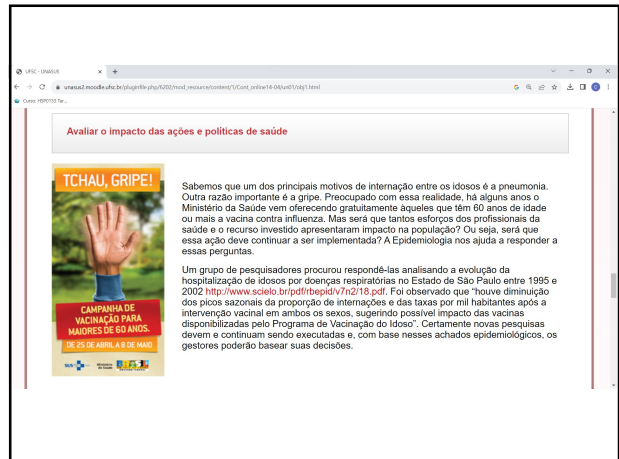 UFSC - UNASUS
unasus2.moodle.ufsc.br/pluginfile.php/6202/mod_resource/content/1/Cont_online14-04/un01/obj1.html
Curso: HSP0110 Ter...
Avaliar o impacto das ações e políticas de saúde
TCHAU, GRIPE!
CAMPANHA DE
VACINAÇÃO PARA
MAIORES DE 60 ANOS.
DE 25 DE ABRIL A 8 DE MAIO
SUS
Ministério
da Saúde
Sabemos que um dos principais motivos de internação entre os idosos é a pneumonia.
Outra razão importante é a gripe. Preocupado com essa realidade, há alguns anos o
Ministério da Saúde vem oferecendo gratuitamente àqueles que têm 60 anos de idade
ou mais a vacina contra influenza. Mas será que tantos esforços dos profissionais da
saúde e o recurso investido apresentaram impacto na população? Ou seja, será que
essa ação deve continuar a ser implementada? A Epidemiologia nos ajuda a responder a
essas perguntas.
Um grupo de pesquisadores procurou respondê-las analisando a evolução da
hospitalização de idosos por doenças respiratórias no Estado de São Paulo entre 1995 e
2002 http://www.scielo.br/pdf/rbepid/v7n2/18.pdf. Foi observado que “houve diminuição
dos picos sazonais da proporção de internações e das taxas por mil habitantes após a
intervenção vacinal em ambos os sexos, sugerindo possível impacto das vacinas
disponibilizadas pelo Programa de Vacinação do Idoso”. Certamente novas pesquisas
devem e continuam sendo executadas e, com base nesses achados epidemiológicos, os
gestores poderão basear suas decisões.